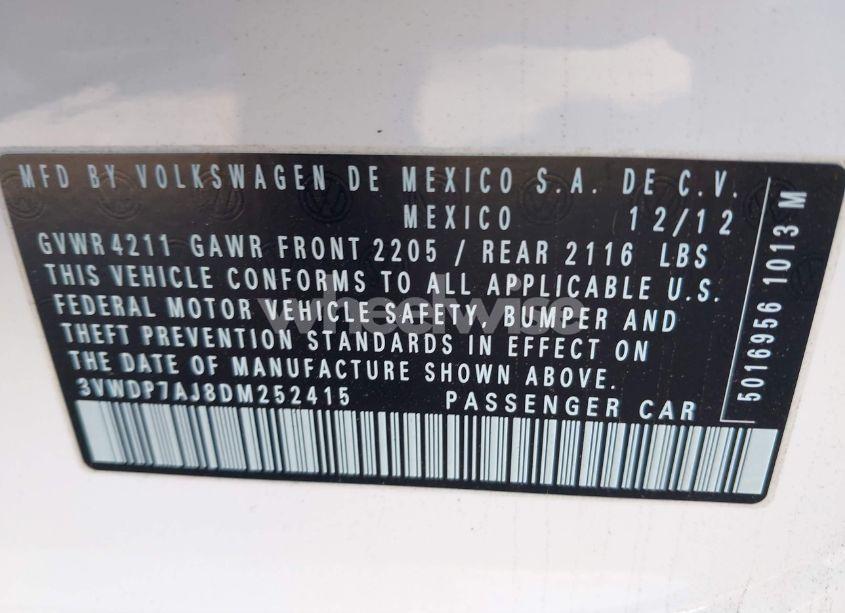 MFD BY VOLKSWAGEN DE MEXICO S.A. DE C.V.
MEXICO 12/12
GVWR 4211 GAWR FRONT 2205 / REAR 2116 LBS
THIS VEHICLE CONFORMS TO ALL APPLICABLE U.S.
FEDERAL MOTOR VEHICLE SAFETY, BUMPER AND
THEFT PREVENTION STANDARDS IN EFFECT ON
THE DATE OF MANUFACTURE SHOWN ABOVE.
3VWDP7AJ8DM252415 PASSENGER CAR
5016956 1013 M
wheelwise